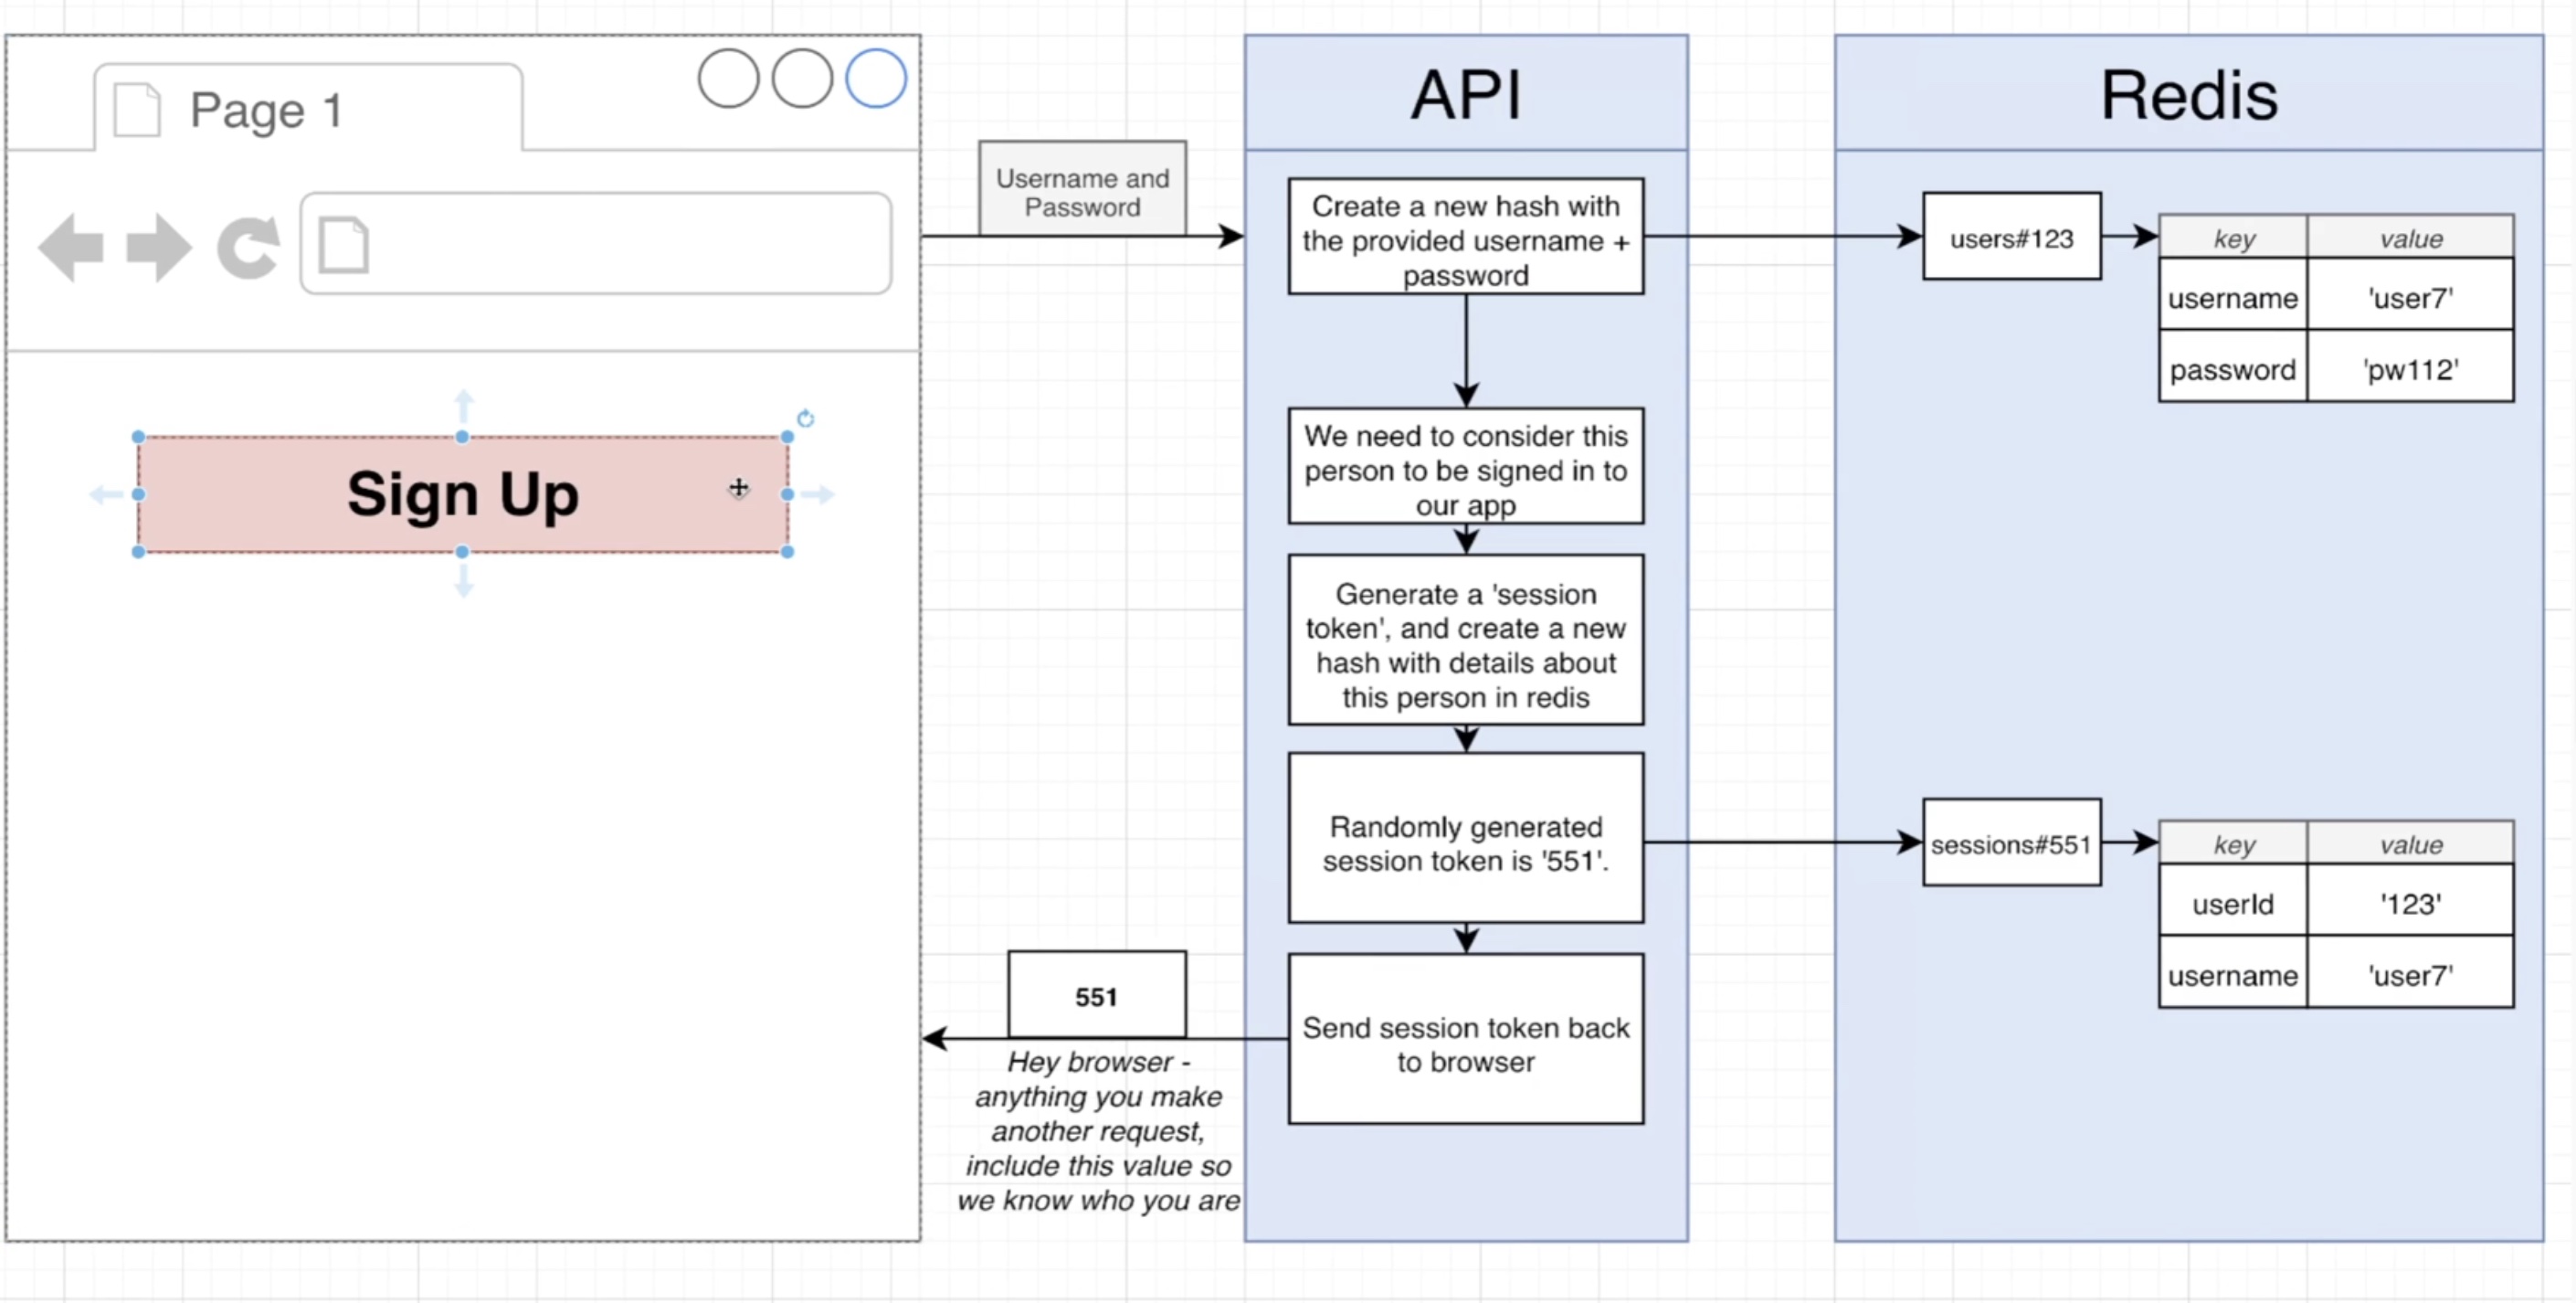 Page 1
Sign Up
Username and
Password
API
Create a new hash with
the provided username +
password
We need to consider this
person to be signed in to
our app
Generate a 'session
token', and create a new
hash with details about
this person in redis
Randomly generated
session token is '551'.
Send session token back
to browser
551
Hey browser -
anything you make
another request,
include this value so
we know who you are
Redis
users#123
key value
username 'user7'
password 'pw112'
sessions#551
key value
userId '123'
username 'user7'